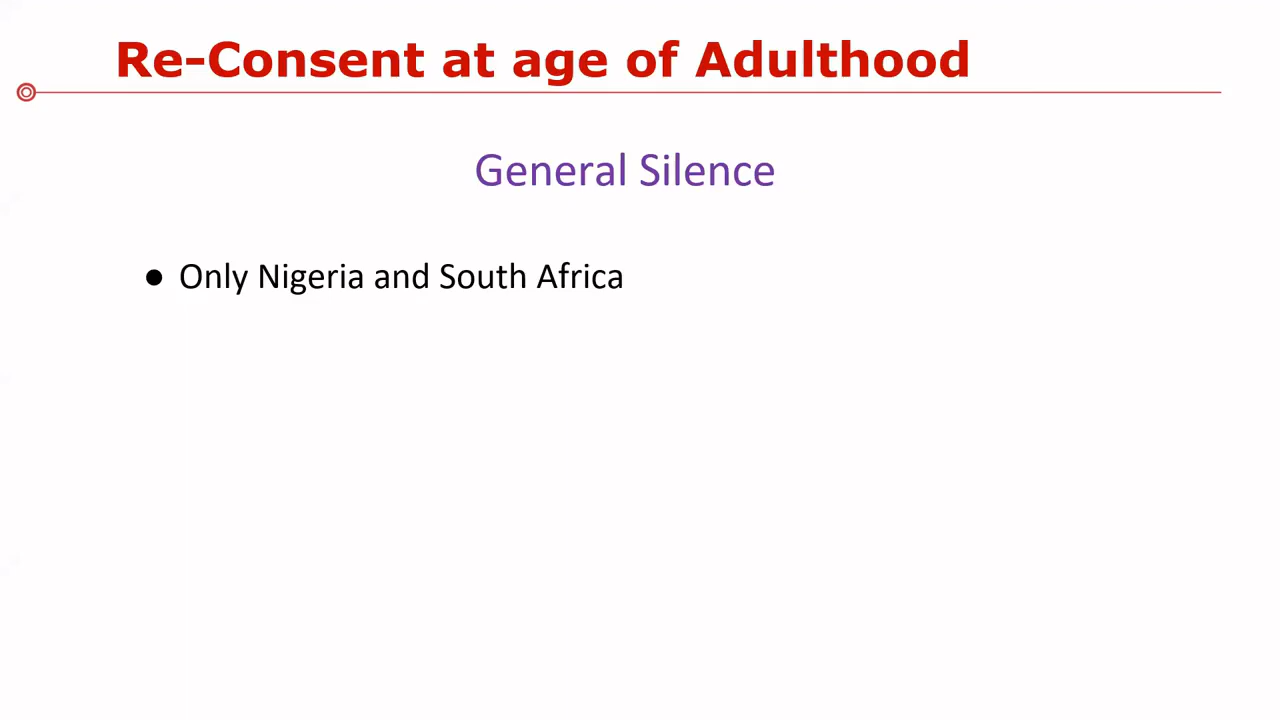 Re-Consent at age of Adulthood
General Silence
● Only Nigeria and South Africa